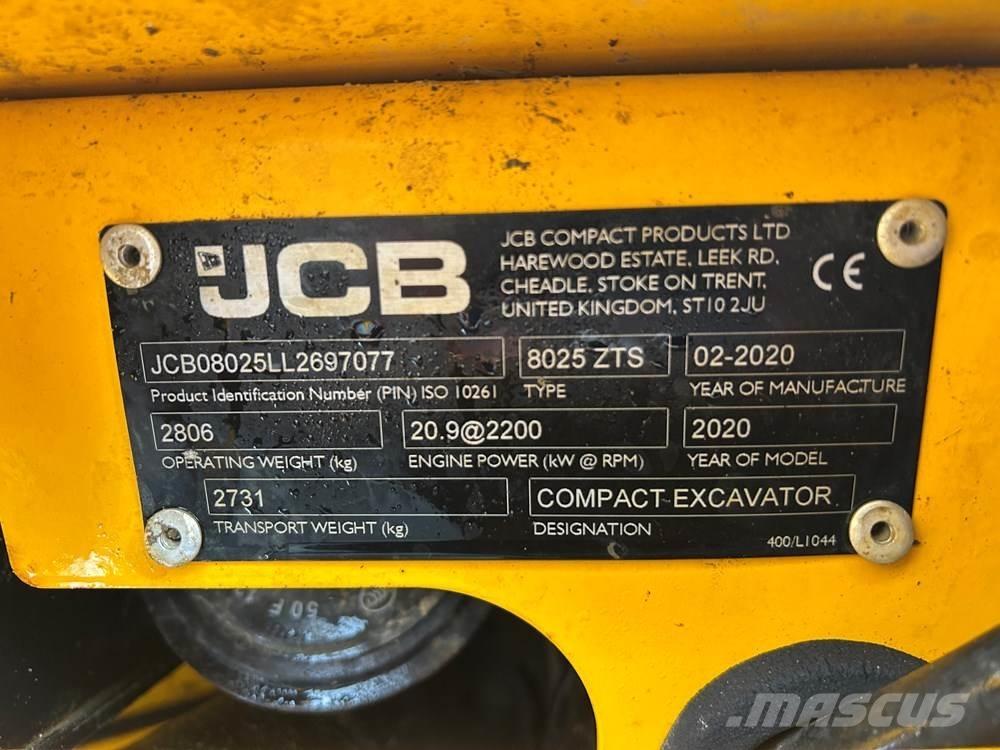 JCB
JCB COMPACT PRODUCTS LTD
HAREWOOD ESTATE, LEEK RD,
CHEADLE, STOKE ON TRENT,
UNITED KINGDOM, ST10 2JU
CE
JCB08025LL2697077
8025 ZTS
02-2020
Product Identification Number (PIN) ISO 10261
TYPE
YEAR OF MANUFACTURE
2806
20.9@2200
2020
OPERATING WEIGHT (kg)
ENGINE POWER (kW @ RPM)
YEAR OF MODEL
2731
COMPACT EXCAVATOR
TRANSPORT WEIGHT (kg)
DESIGNATION
400/L1044
50F
mascus